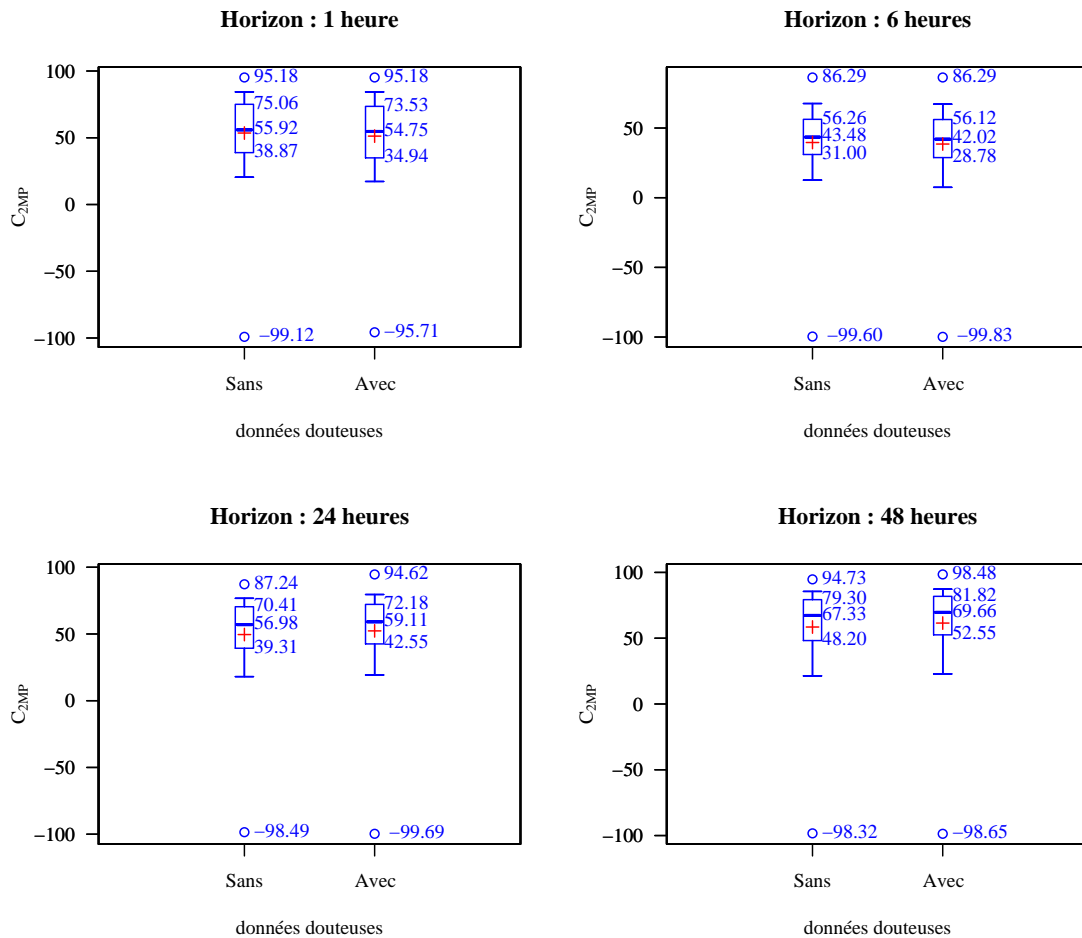 Horizon : 1 heure
100
50
0
−50
−100
C2MP
95.18
75.06
55.92
38.87
−99.12
95.18
73.53
54.75
34.94
−95.71
Sans
Avec
données douteuses
Horizon : 6 heures
50
0
−50
−100
C2MP
86.29
56.26
43.48
31.00
−99.60
86.29
56.12
42.02
28.78
−99.83
Sans
Avec
données douteuses
Horizon : 24 heures
100
50
0
−50
−100
C2MP
87.24
70.41
56.98
39.31
−98.49
94.62
72.18
59.11
42.55
−99.69
Sans
Avec
données douteuses
Horizon : 48 heures
100
50
0
−50
−100
C2MP
94.73
79.30
67.33
48.20
−98.32
98.48
81.82
69.66
52.55
−98.65
Sans
Avec
données douteuses